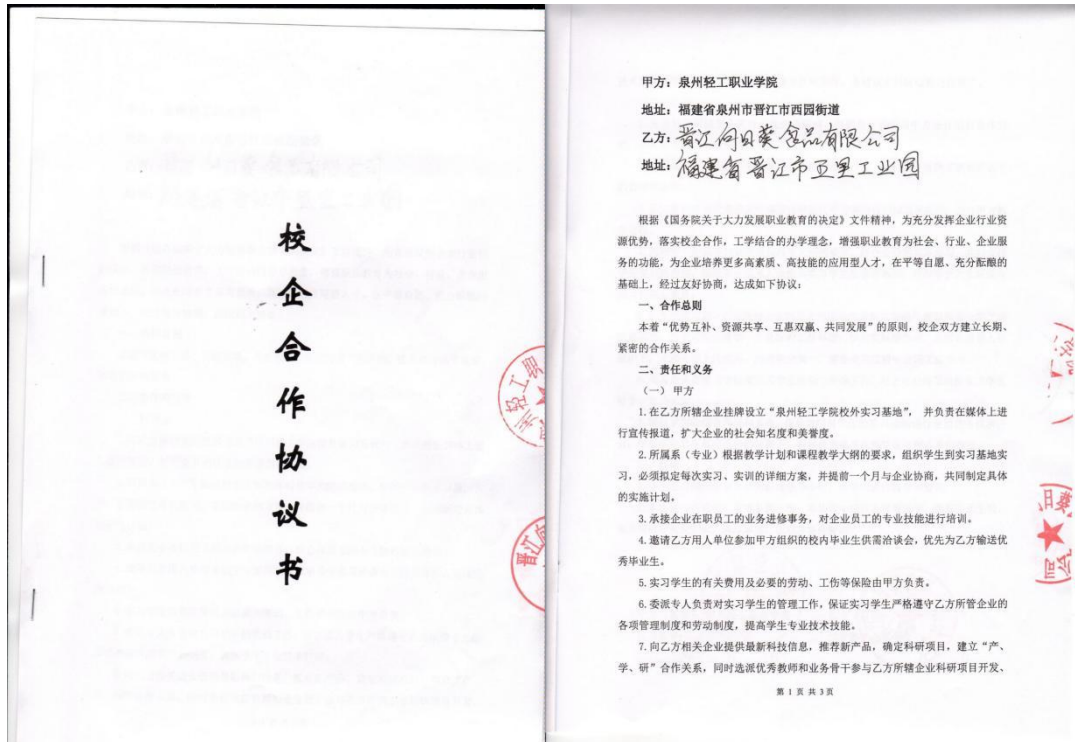 校企合作协议书
甲方：泉州轻工职业学院
地址：福建省泉州市晋江市西园街道
乙方：晋江向日葵食品有限公司
地址：福建省晋江市五里工业园
根据《国务院关于大力发展职业教育的决定》文件精神，为充分发挥企业行业资
源优势，落实校企合作，工学结合的办学理念，增强职业教育为社会、行业、企业服
务的功能，为企业培养更多高素质、高技能的应用型人才，在平等自愿、充分酝酿的
基础上，经过友好协商，达成如下协议：
一、合作总则
本着“优势互补、资源共享、互惠双赢、共同发展”的原则，校企双方建立长期、
紧密的合作关系。
二、责任和义务
（一）甲方
1.在乙方所辖企业挂牌设立“泉州轻工学院校外实习基地”， 并负责在媒体上进
行宣传报道，扩大企业的社会知名度和美誉度。
2.所属系（专业）根据教学计划和课程教学大纲的要求，组织学生到实习基地实
习，必须拟定每次实习、实训的详细方案，并提前一个月与企业协商，共同制定具体
的实施计划。
3.承接企业在职员工的业务进修事务，对企业员工的专业技能进行培训。
4.邀请乙方用人单位参加甲方组织的校内毕业生供需洽谈会，优先为乙方输送优
秀毕业生。
5.实习学生的有关费用及必要的劳动、工伤等保险由甲方负责。
6.委派专人负责对实习学生的管理工作，保证实习学生严格遵守乙方所管企业的
各项管理制度和劳动制度，提高学生专业技术技能。
7.向乙方相关企业提供最新科技信息，推荐新产品，确定科研项目，建立“产、
学、研”合作关系，同时选派优秀教师和业务骨干参与乙方所辖企业科研项目开发、
第 1 页 共 3 页
州轻工职
晋江向